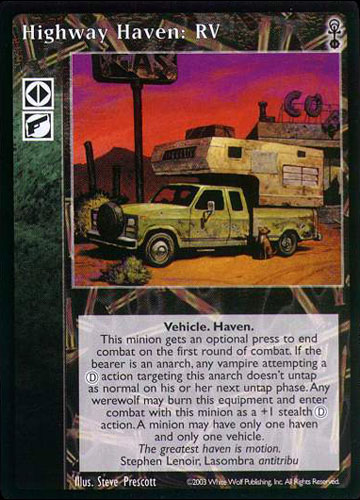 Highway Haven: RV
GAS
CO
Vehicle. Haven.
This minion gets an optional press to end
combat on the first round of combat. If the
bearer is an anarch, any vampire attempting a
Ⓓ action targeting this anarch doesn't untap
as normal on his or her next untap phase. Any
werewolf may burn this equipment and enter
combat with this minion as a +1 stealth Ⓓ
action. A minion may have only one haven
and only one vehicle.
The greatest haven is motion.
Stephen Lenoir, Lasombra antitribu
Illus. Steve Prescott
©2003 White Wolf Publishing, Inc. All Rights Reserved.